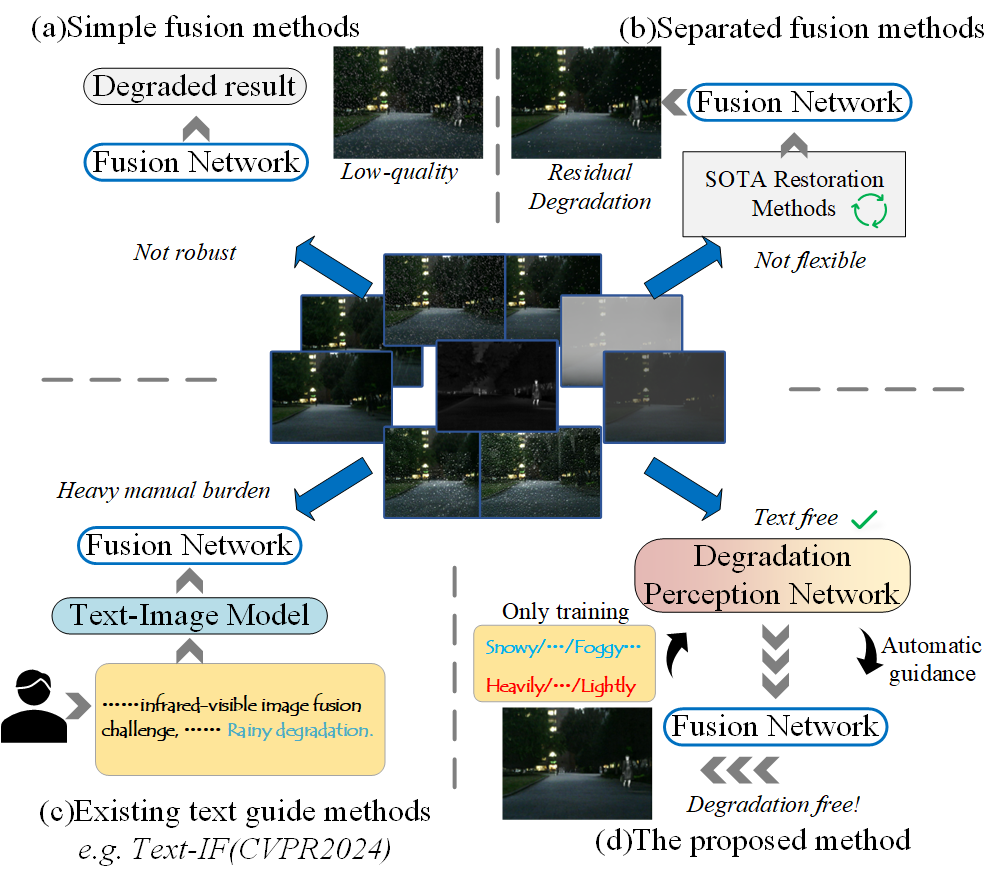 (a)Simple fusion methods
Degraded result
Fusion Network
Low-quality
Not robust
(b)Separated fusion methods
Fusion Network
Residual
Degradation
SOTA Restoration
Methods
Not flexible
Heavy manual burden
Fusion Network
Text-Image Model
······infrared-visible image fusion
challenge, ······ Rainy degradation.
(c)Existing text guide methods
e.g. Text-IF(CVPR2024)
Text free
Degradation
Perception Network
Only training
Snowy/···/Foggy···
Heavily/···/Lightly
Automatic
guidance
Fusion Network
Degradation free!
(d)The proposed method